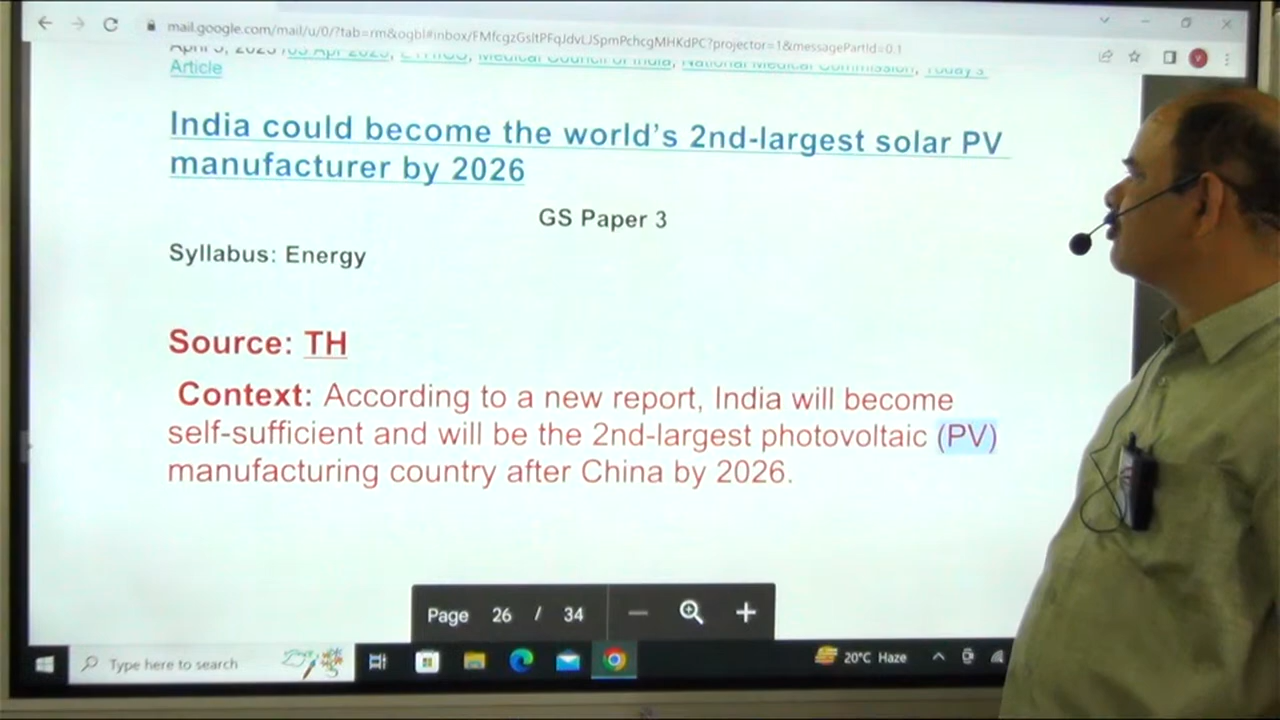 mail.google.com/mail/u/0/?tab=rm&ogbl#inbox/FMfcgzGsltPFqJdvLJSpmPchcgMHKdPC?projector=1&messagePartId=0.1
Article
India could become the world's 2nd-largest solar PV
manufacturer by 2026
GS Paper 3
Syllabus: Energy
Source: TH
Context: According to a new report, India will become
self-sufficient and will be the 2nd-largest photovoltaic (PV)
manufacturing country after China by 2026.
Page 26 / 34
Type here to search
20°C Haze